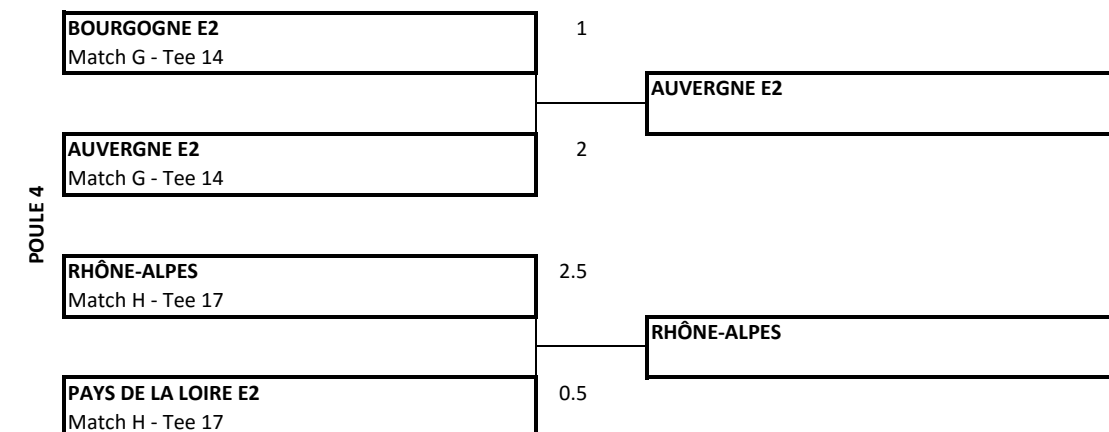 BOURGOGNE E2 1
Match G - Tee 14
AUVERGNE E2
AUVERGNE E2 2
Match G - Tee 14
POULE 4
RHÔNE-ALPES 2.5
Match H - Tee 17
RHÔNE-ALPES
PAYS DE LA LOIRE E2 0.5
Match H - Tee 17